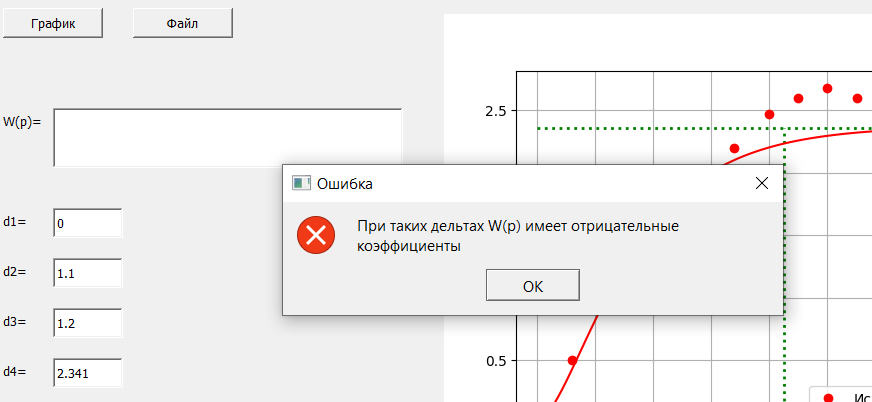 График
Файл
W(p)=
2.5
Ошибка
При таких дельтах W(p) имеет отрицательные
коэффициенты
OK
d1=
0
d2=
1.1
d3=
1.2
d4=
2.341
0.5